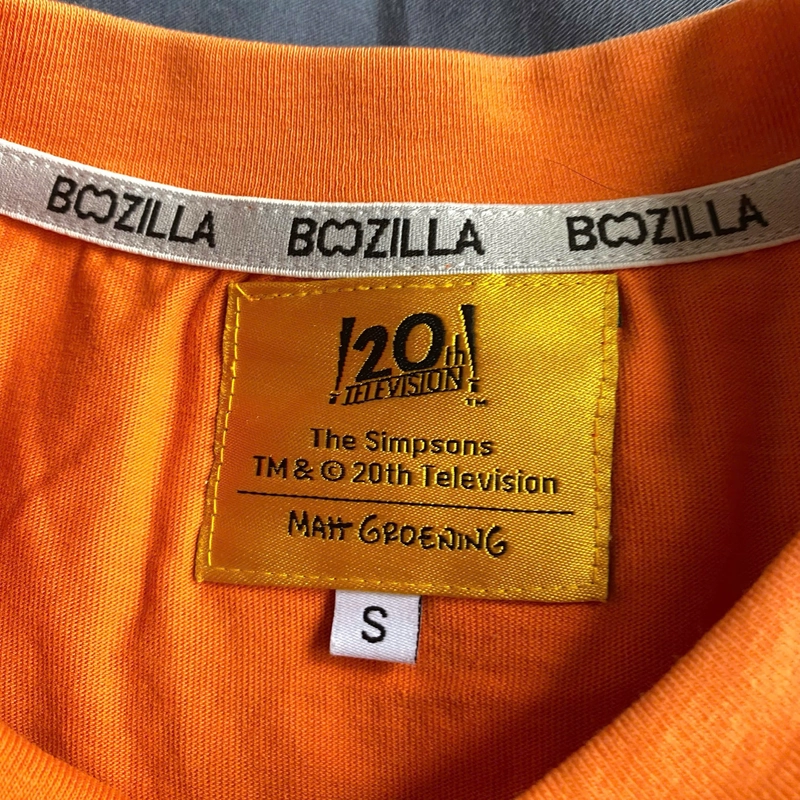 BOOZILLA BOOZILLA BOOZILLA
20th
TELEVISION
TM
The Simpsons
TM & © 20th Television
MATT GROENING
S